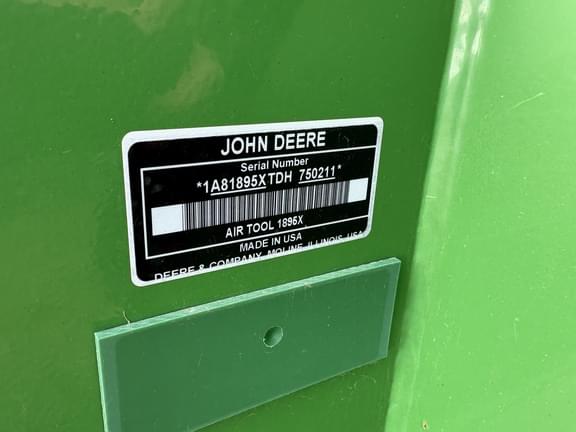 JOHN DEERE
Serial Number
*1A81895XTDH 750211*
AIR TOOL 1895X
MADE IN USA
DEERE & COMPANY MOLINE, ILLINOIS USA